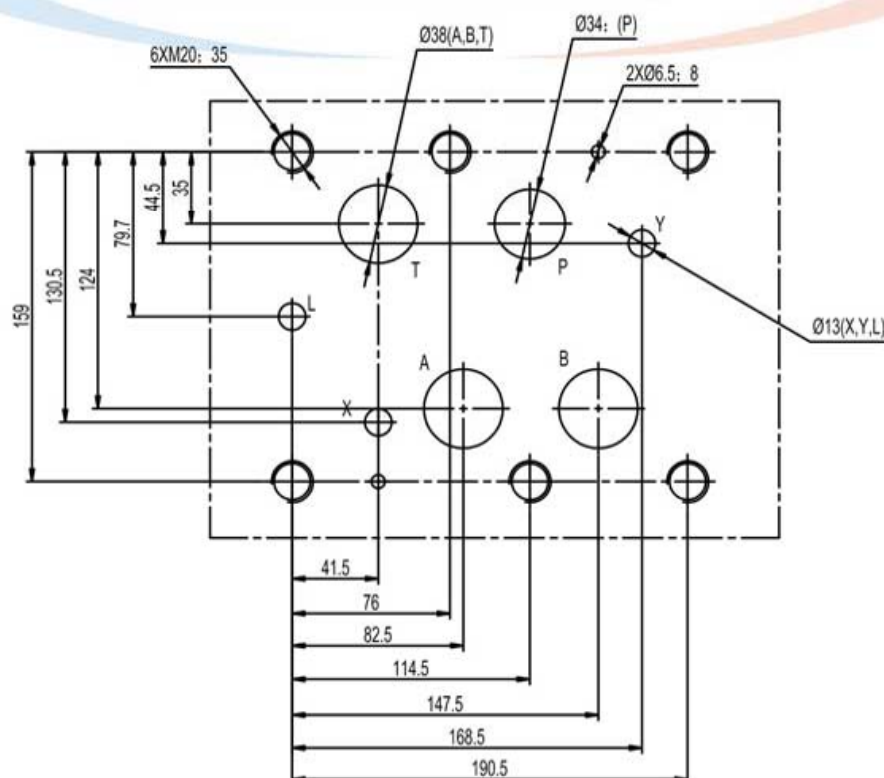 Ø38(A,B,T)
Ø34; (P)
6XM20; 35
2XØ6.5; 8
35
44.5
79.7
124
130.5
159
T
P
Y
L
Ø13(X,Y,L)
A
B
X
41.5
76
82.5
114.5
147.5
168.5
190.5